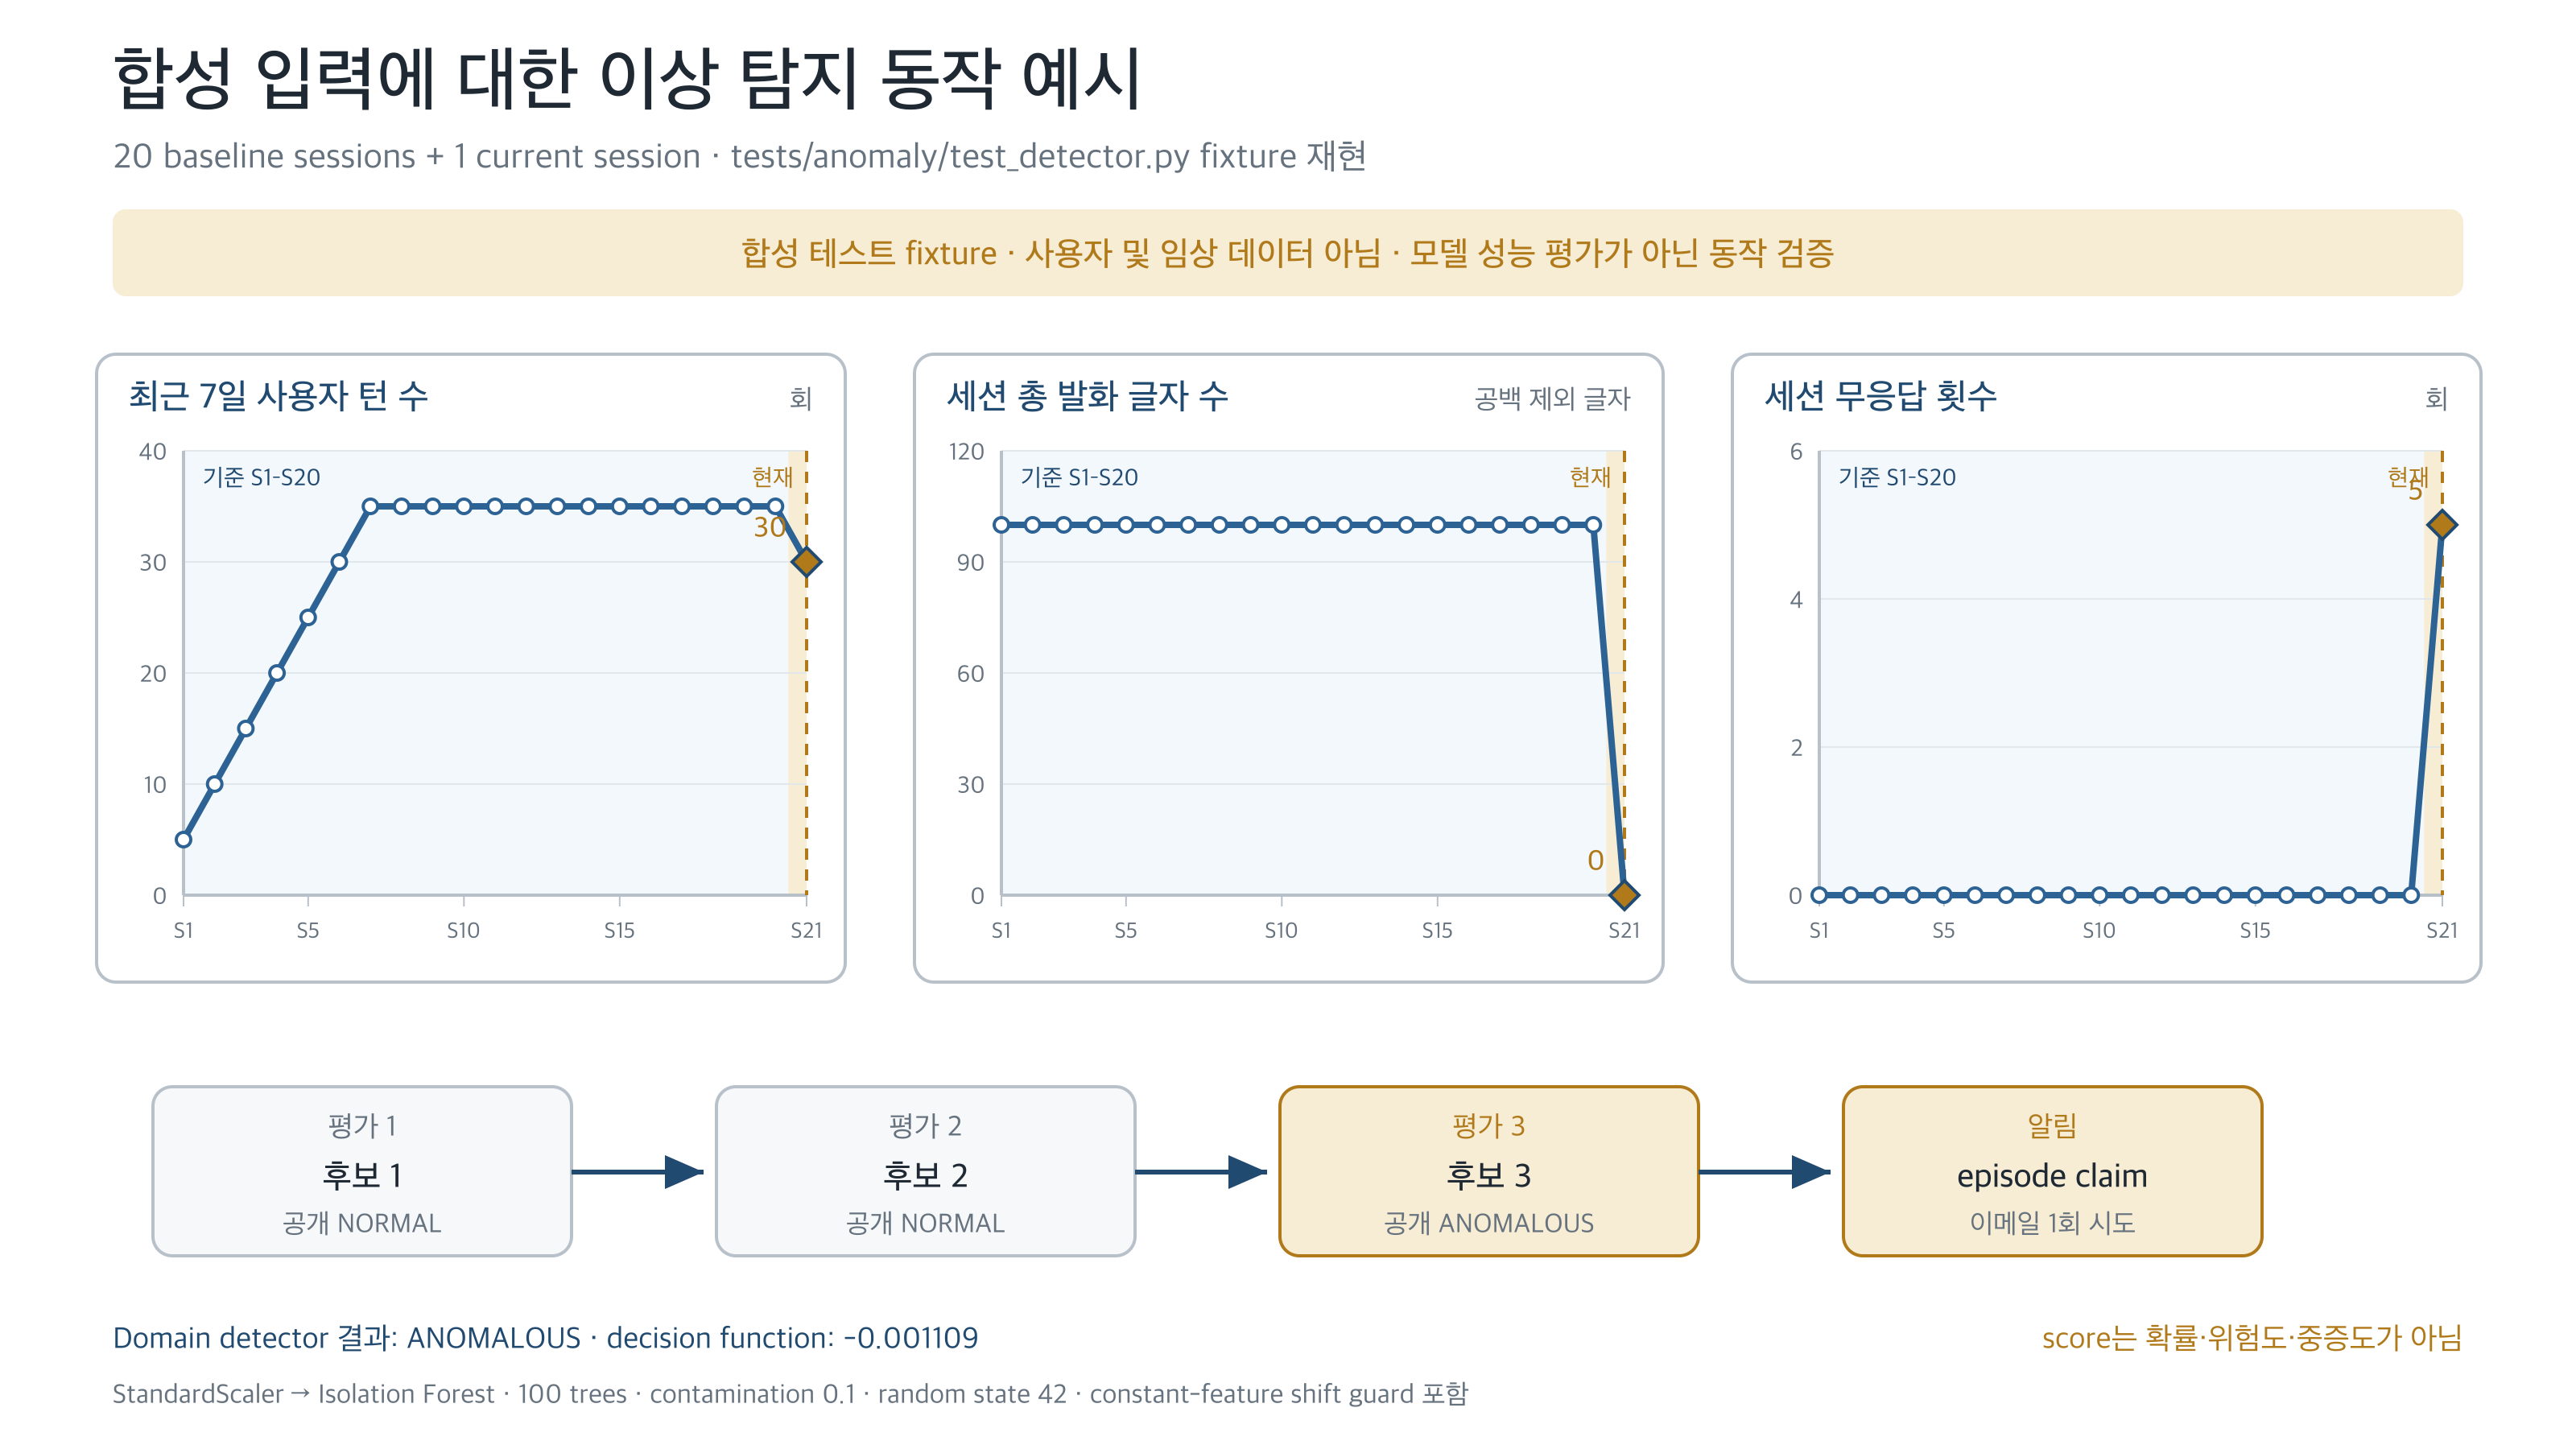 합성 입력에 대한 이상 탐지 동작 예시
20 baseline sessions + 1 current session · tests/anomaly/test_detector.py fixture 재현
합성 테스트 fixture · 사용자 및 임상 데이터 아님 · 모델 성능 평가가 아닌 동작 검증
최근 7일 사용자 턴 수
회
40
30
20
10
0
기준 S1-S20
현재
30
S1
S5
S10
S15
S21
세션 총 발화 글자 수
공백 제외 글자
120
90
60
30
0
기준 S1-S20
현재
0
S1
S5
S10
S15
S21
세션 무응답 횟수
회
6
4
2
0
기준 S1-S20
현재
5
S1
S5
S10
S15
S21
평가 1
후보 1
공개 NORMAL
평가 2
후보 2
공개 NORMAL
평가 3
후보 3
공개 ANOMALOUS
알림
episode claim
이메일 1회 시도
Domain detector 결과: ANOMALOUS · decision function: -0.001109
score는 확률·위험도·중증도가 아님
StandardScaler → Isolation Forest · 100 trees · contamination 0.1 · random state 42 · constant-feature shift guard 포함